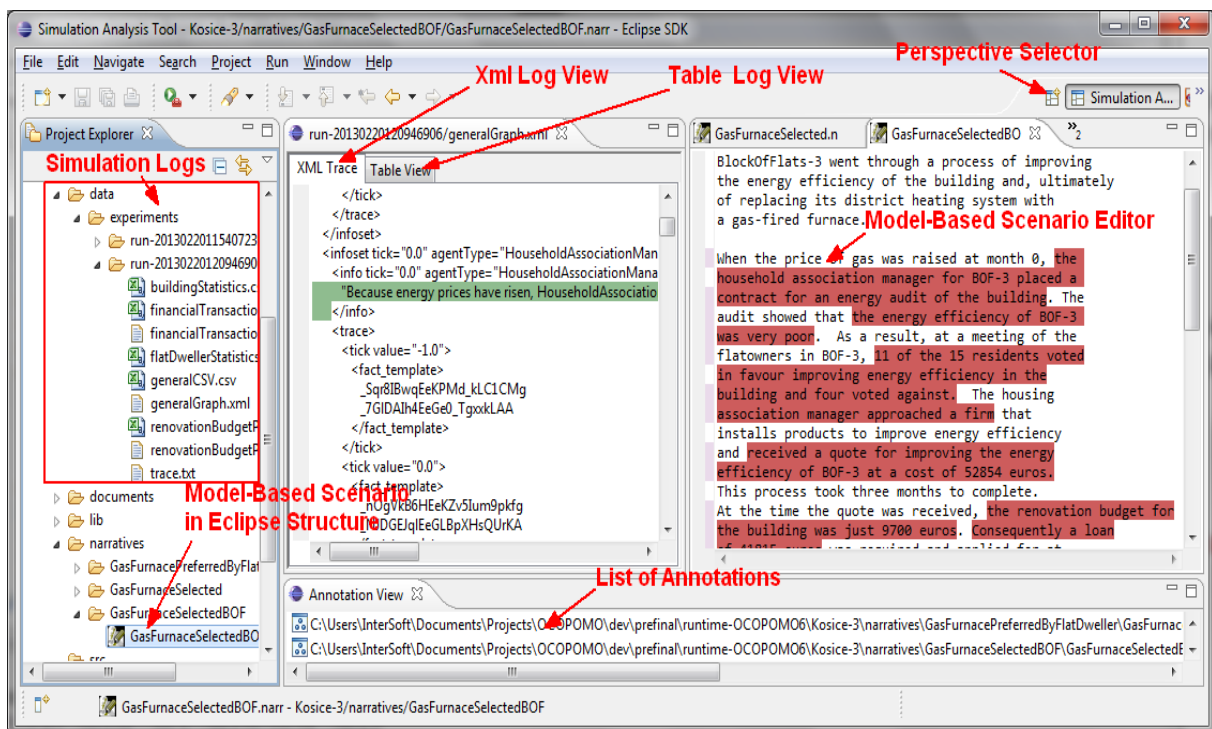 Simulation Analysis Tool - Kosice-3/narratives/GasFurnaceSelectedBOF/GasFurnaceSelectedBOF.narr - Eclipse SDK
File Edit Navigate Search Project Run Window Help
Perspective Selector
Xml Log View
Table Log View
Simulation A...
Project Explorer
Simulation Logs
data
experiments
run-2013022011540723
run-2013022012094690
buildingStatistics.c
financialTransactio
financialTransactio
flatDwellerStatistics
generalCSV.csv
generalGraph.xml
renovationBudgetP
renovationBudgetP
trace.txt
documents
lib
narratives
GasFurnacePreferredByFlat
GasFurnaceSelected
GasFurnaceSelectedBOF
GasFurnaceSelectedBO
src
Model-Based Scenario
in Eclipse Structure
run-20130220120946906/generalGraph.xml
XML Trace Table View
</tick>
</trace>
</infoset>
<infoset tick="0.0" agentType="HouseholdAssociationMan
<info tick="0.0" agentType="HouseholdAssociationMana
"Because energy prices have risen, HouseholdAssociatio
</info>
<trace>
<tick value="-1.0">
<fact_template>
_Sqr8IBwqEeKPMd_kLC1CMg
_7GIDAIh4EeGe0_TgxxkLAA
</fact_template>
</tick>
<tick value="0.0">
<fact_template>
_nOgVkB6HEeKZv5Ium9pkfg
GasFurnaceSelected.n
GasFurnaceSelectedBO
»2
BlockOfFlats-3 went through a process of improving
the energy efficiency of the building and, ultimately
of replacing its district heating system with
a gas-fired furnace.
Model-Based Scenario Editor
When the price of gas was raised at month 0, the
household association manager for BOF-3 placed a
contract for an energy audit of the building. The
audit showed that the energy efficiency of BOF-3
was very poor. As a result, at a meeting of the
flatowners in BOF-3, 11 of the 15 residents voted
in favour improving energy efficiency in the
building and four voted against. The housing
association manager approached a firm that
installs products to improve energy efficiency
and received a quote for improving the energy
efficiency of BOF-3 at a cost of 52854 euros.
This process took three months to complete.
At the time the quote was received, the renovation budget for
the building was just 9700 euros. Consequently a loan
List of Annotations
Annotation View
C:\Users\InterSoft\Documents\Projects\OCOPOMO\dev\prefinal\runtime-OCOPOMO6\Kosice-3\narratives\GasFurnacePreferredByFlatDweller\GasFurnac
C:\Users\InterSoft\Documents\Projects\OCOPOMO\dev\prefinal\runtime-OCOPOMO6\Kosice-3\narratives\GasFurnaceSelectedBOF\GasFurnaceSelectedB
GasFurnaceSelectedBOF.narr - Kosice-3/narratives/GasFurnaceSelectedBOF